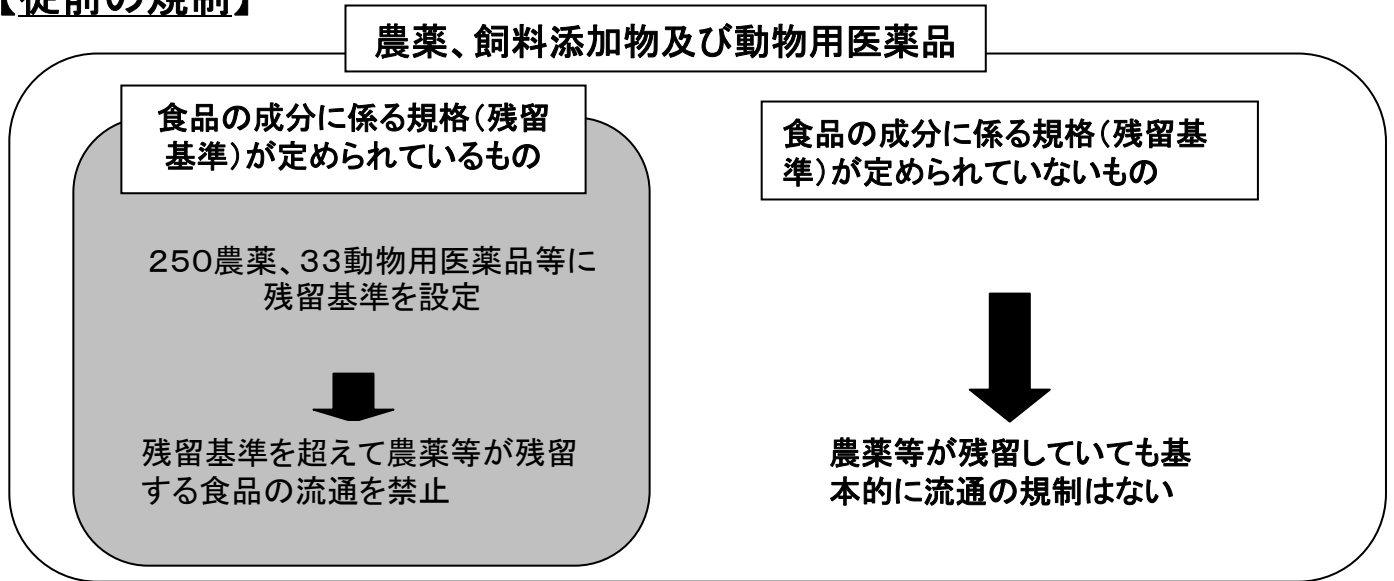 【従前の規制】
農薬、飼料添加物及び動物用医薬品
食品の成分に係る規格(残留
基準)が定められているもの
250農薬、33動物用医薬品等に
残留基準を設定
残留基準を超えて農薬等が残留
する食品の流通を禁止
食品の成分に係る規格(残留基
準)が定められていないもの
農薬等が残留していても基
本的に流通の規制はない